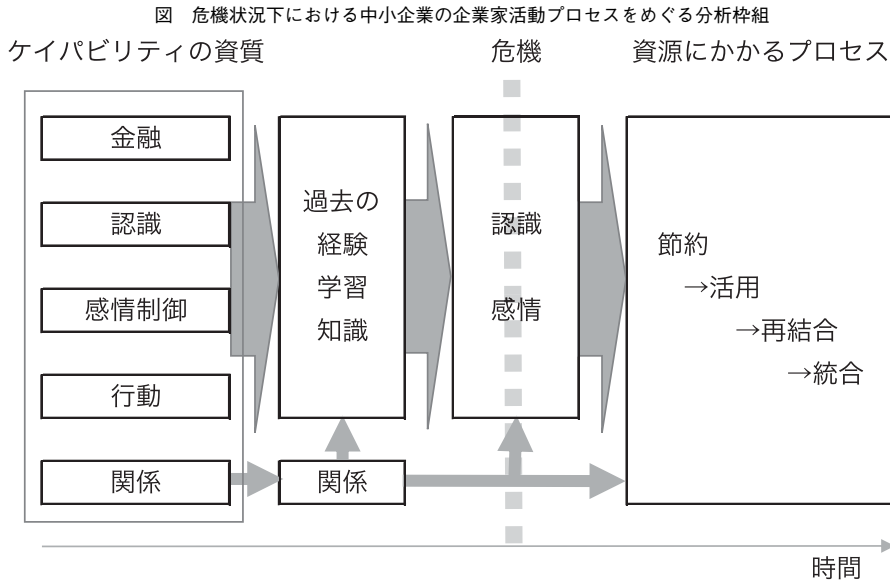 図　危機状況下における中小企業の企業家活動プロセスをめぐる分析枠組
ケイパビリティの資質
危機
資源にかかるプロセス
金融
認識
感情制御
行動
関係
過去の
経験
学習
知識
関係
認識
感情
節約
→活用
→再結合
→統合
時間